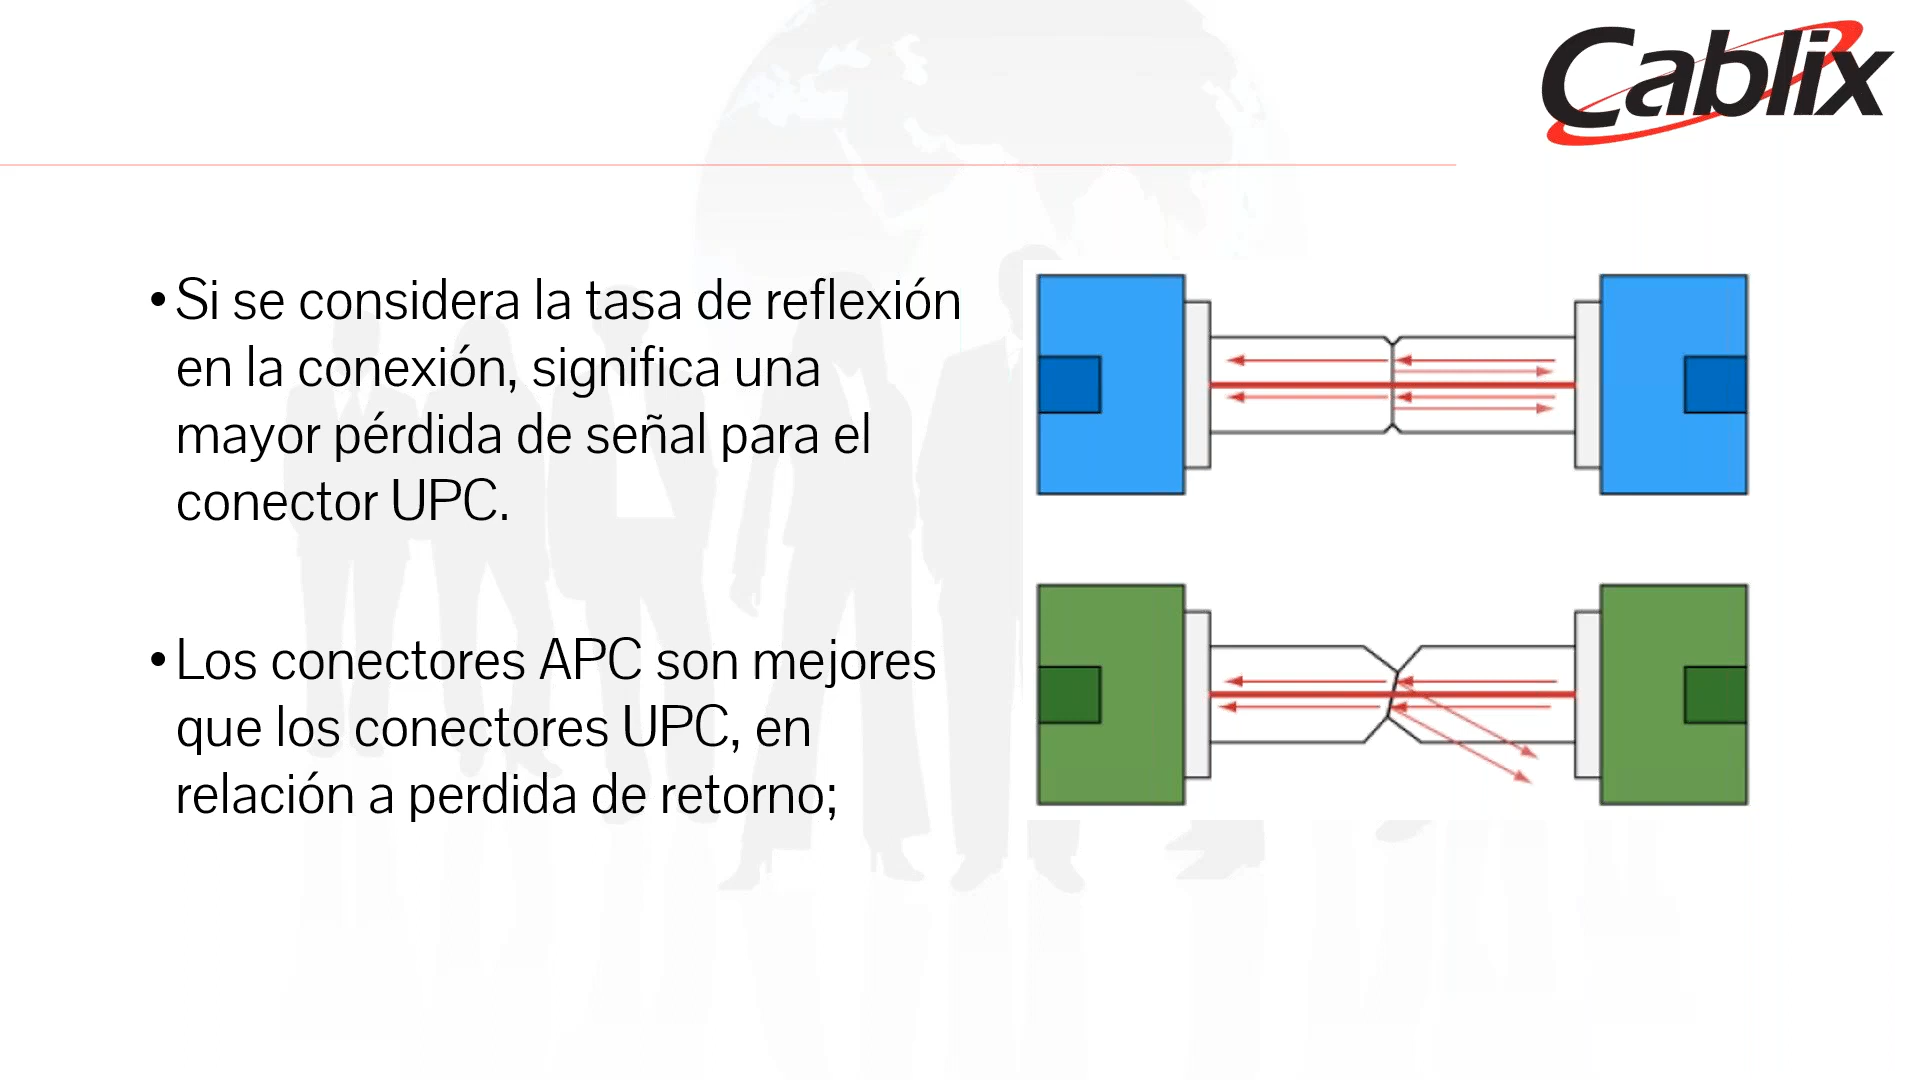 Cablix
• Si se considera la tasa de reflexión
en la conexión, significa una
mayor pérdida de señal para el
conector UPC.
• Los conectores APC son mejores
que los conectores UPC, en
relación a perdida de retorno;